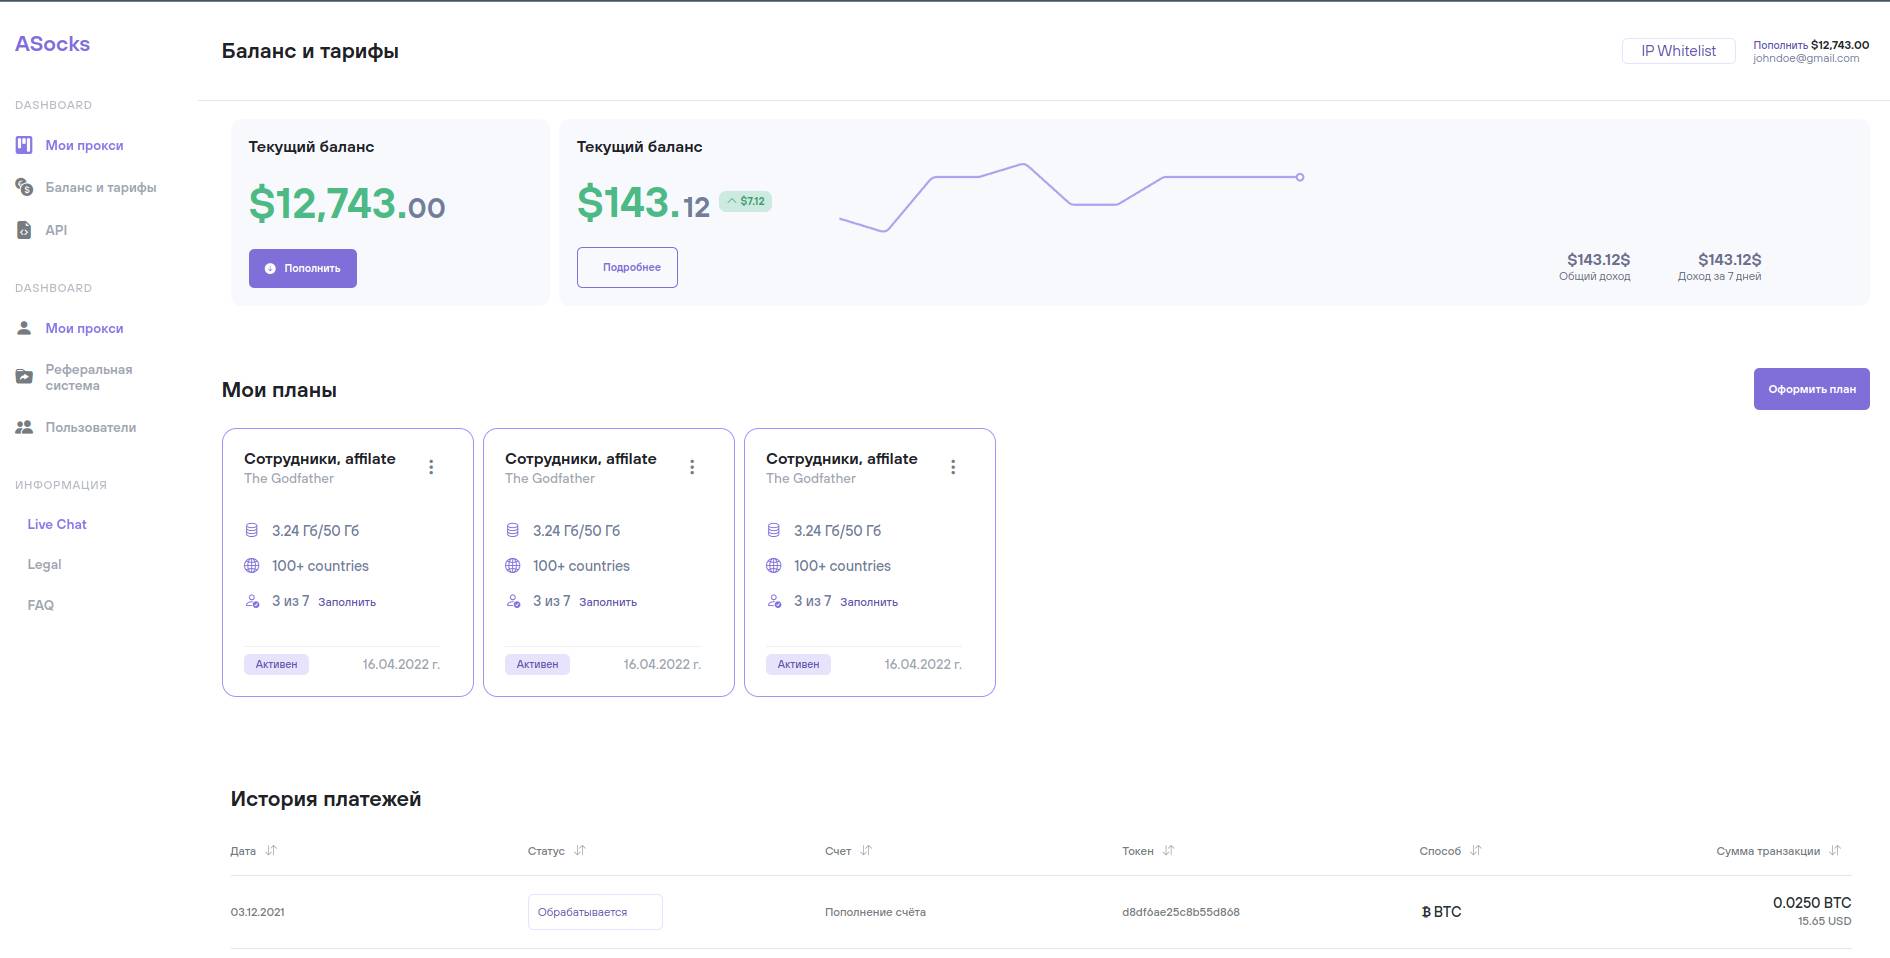 ASocks
DASHBOARD
Мои прокси
Баланс и тарифы
API
DASHBOARD
Мои прокси
Реферальная
система
Пользователи
ИНФОРМАЦИЯ
Live Chat
Legal
FAQ
Баланс и тарифы
IP Whitelist
Пополнить $12,743.00
johndoe@gmail.com
Текущий баланс
$12,743.00
Пополнить
Текущий баланс
$143.12
$7.12
Подробнее
$143.12$
Общий доход
$143.12$
Доход за 7 дней
Мои планы
Оформить план
Сотрудники, affilate
The Godfather
3.24 Гб/50 Гб
100+ countries
3 из 7 Заполнить
Активен 16.04.2022 г.
Сотрудники, affilate
The Godfather
3.24 Гб/50 Гб
100+ countries
3 из 7 Заполнить
Активен 16.04.2022 г.
Сотрудники, affilate
The Godfather
3.24 Гб/50 Гб
100+ countries
3 из 7 Заполнить
Активен 16.04.2022 г.
История платежей
Дата Статус Счет Токен Способ Сумма транзакции
03.12.2021 Обрабатывается Пополнение счёта d8df6ae25c8b55d868 BTC 0.0250 BTC
15.65 USD